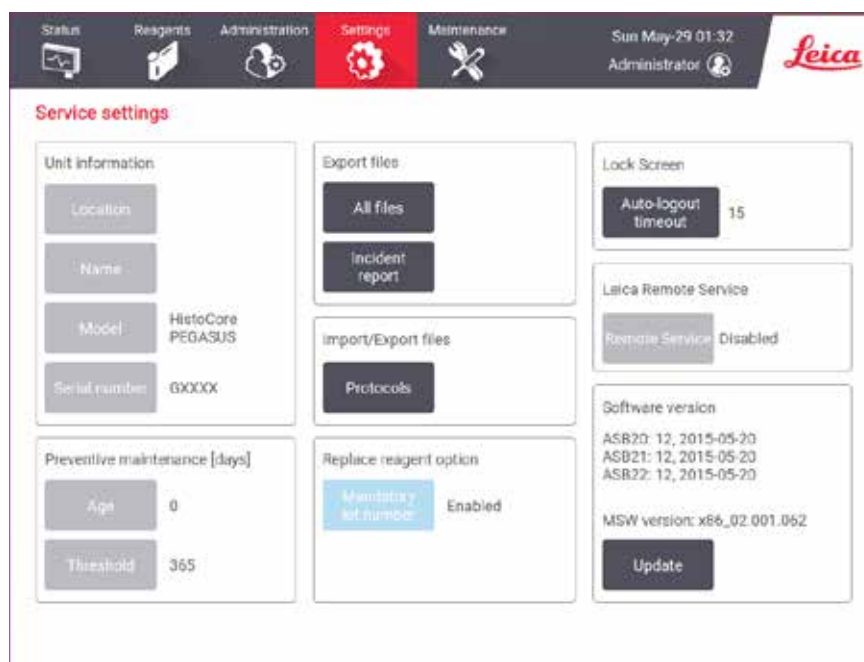 Status
Reagents
Administration
Settings
Maintenance
Sun May-29 01:32
Administrator
Leica
Service settings
Unit information
Location
Name
Model
HistoCore
PEGASUS
Serial number
GXXXX
Preventive maintenance [days]
Age
0
Threshold
365
Export files
All files
Incident
report
Import/Export files
Protocols
Replace reagent option
Mandatory
lot number
Enabled
Lock Screen
Auto-logout
timeout
15
Leica Remote Service
Remote Service
Disabled
Software version
ASB20: 12, 2015-05-20
ASB21: 12, 2015-05-20
ASB22: 12, 2015-05-20
MSW version: x86_02.001.062
Update